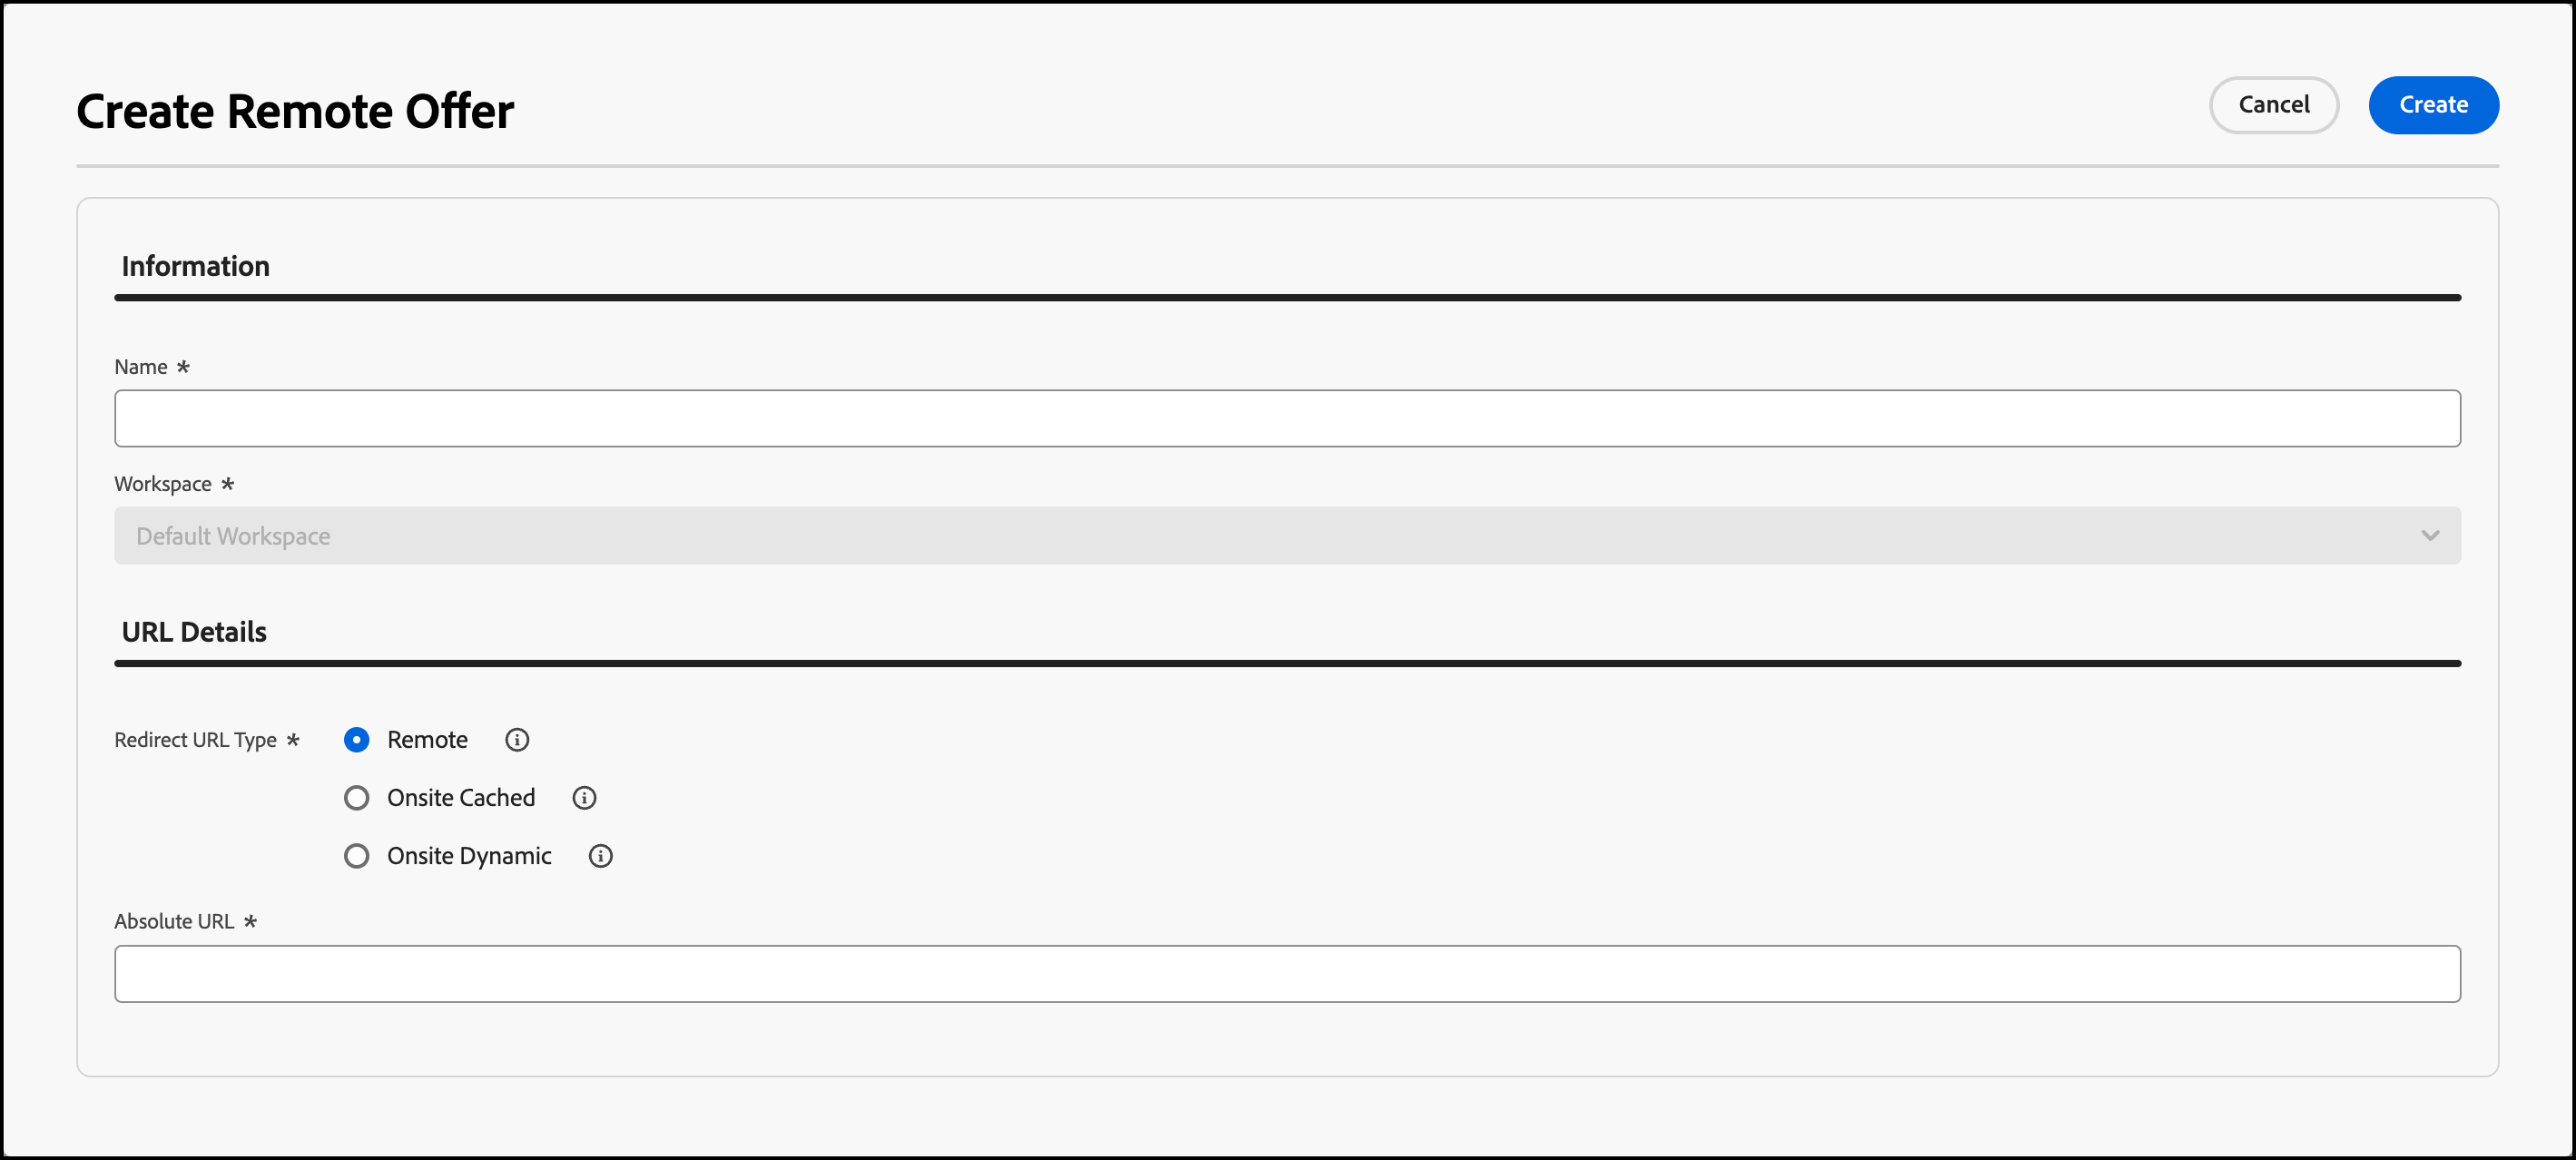 Create Remote Offer
Cancel
Create
Information
Name *
Workspace *
Default Workspace
URL Details
Redirect URL Type *
Remote
Onsite Cached
Onsite Dynamic
Absolute URL *